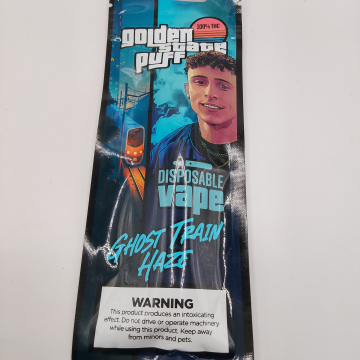 golden
100% THC
state
puff
DISPOSABLE
vape
GHOST TRAIN
HAZE
WARNING
This product produces an intoxicating
effect. Do not drive or operate machinery
while using this product. Keep away
from minors and pets.